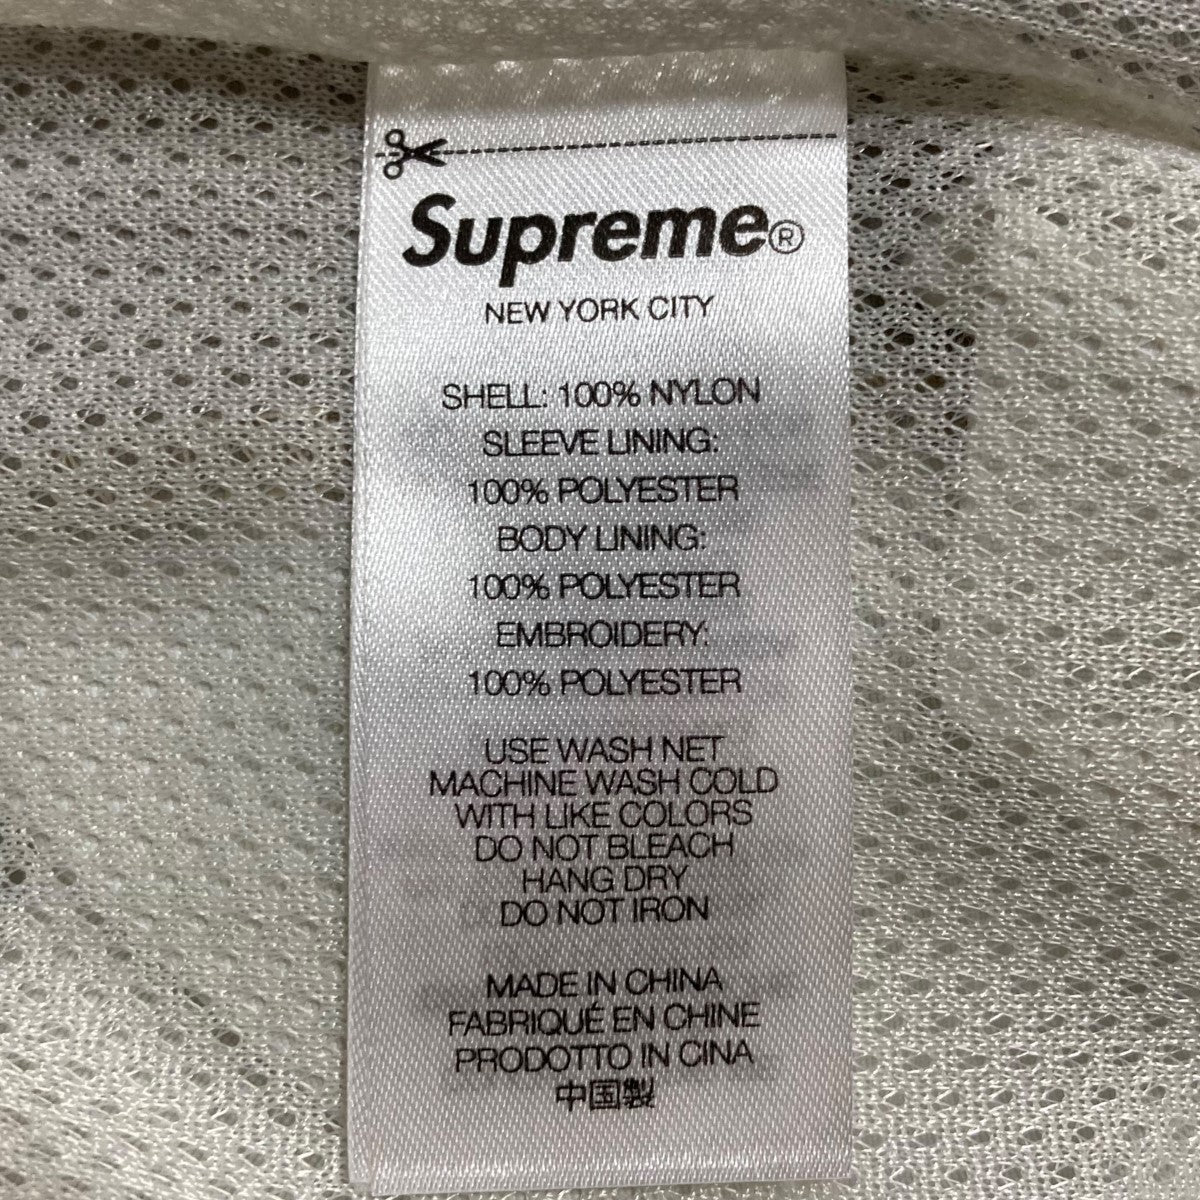 Supreme®
NEW YORK CITY
SHELL: 100% NYLON
SLEEVE LINING:
100% POLYESTER
BODY LINING:
100% POLYESTER
EMBROIDERY:
100% POLYESTER
USE WASH NET
MACHINE WASH COLD
WITH LIKE COLORS
DO NOT BLEACH
HANG DRY
DO NOT IRON
MADE IN CHINA
FABRIQUÉ EN CHINE
PRODOTTO IN CINA
中国製